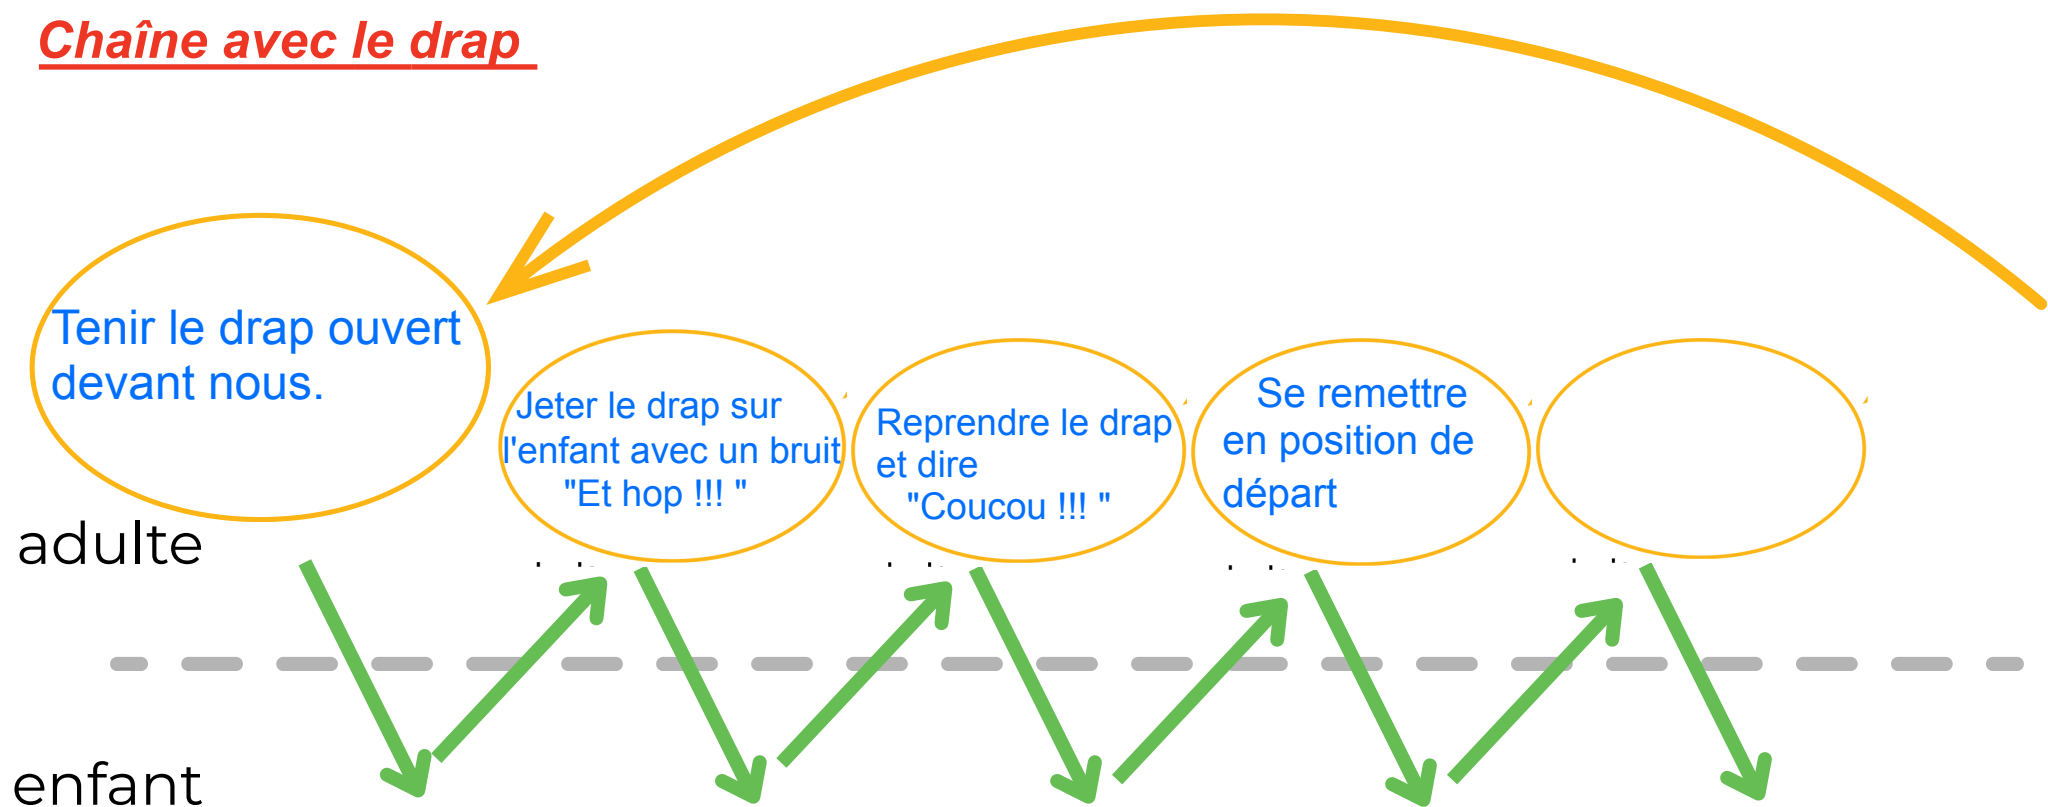 Chaîne avec le drap
Tenir le drap ouvert
devant nous.
Jeter le drap sur
l'enfant avec un bruit
"Et hop !!! "
Reprendre le drap
et dire
"Coucou !!! "
Se remettre
en position de
départ
adulte
enfant